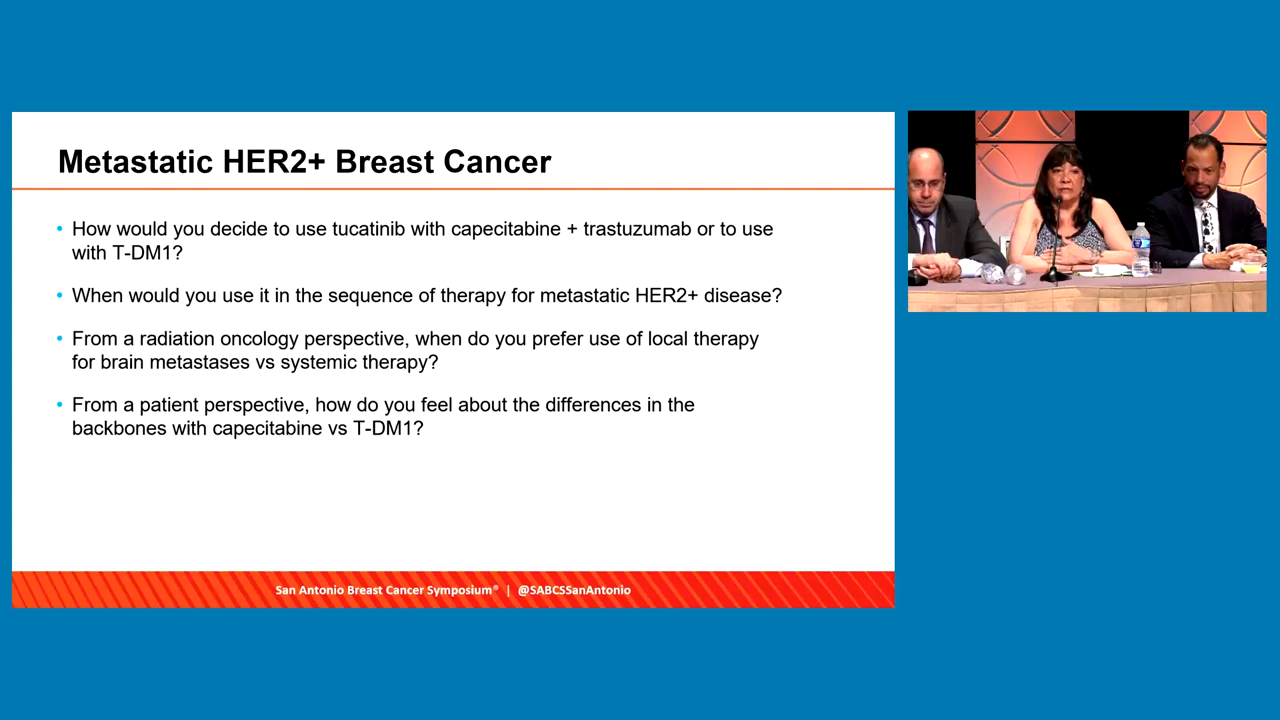 Metastatic HER2+ Breast Cancer
• How would you decide to use tucatinib with capecitabine + trastuzumab or to use
with T-DM1?
• When would you use it in the sequence of therapy for metastatic HER2+ disease?
• From a radiation oncology perspective, when do you prefer use of local therapy
for brain metastases vs systemic therapy?
• From a patient perspective, how do you feel about the differences in the
backbones with capecitabine vs T-DM1?
San Antonio Breast Cancer Symposium® | @SABCSSanAntonio